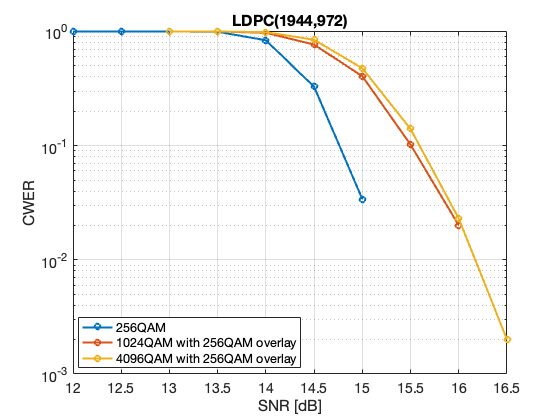 LDPC(1944,972)
10^0
10^-1
10^-2
10^-3
CWER
256QAM
1024QAM with 256QAM overlay
4096QAM with 256QAM overlay
12 12.5 13 13.5 14 14.5 15 15.5 16 16.5
SNR [dB]